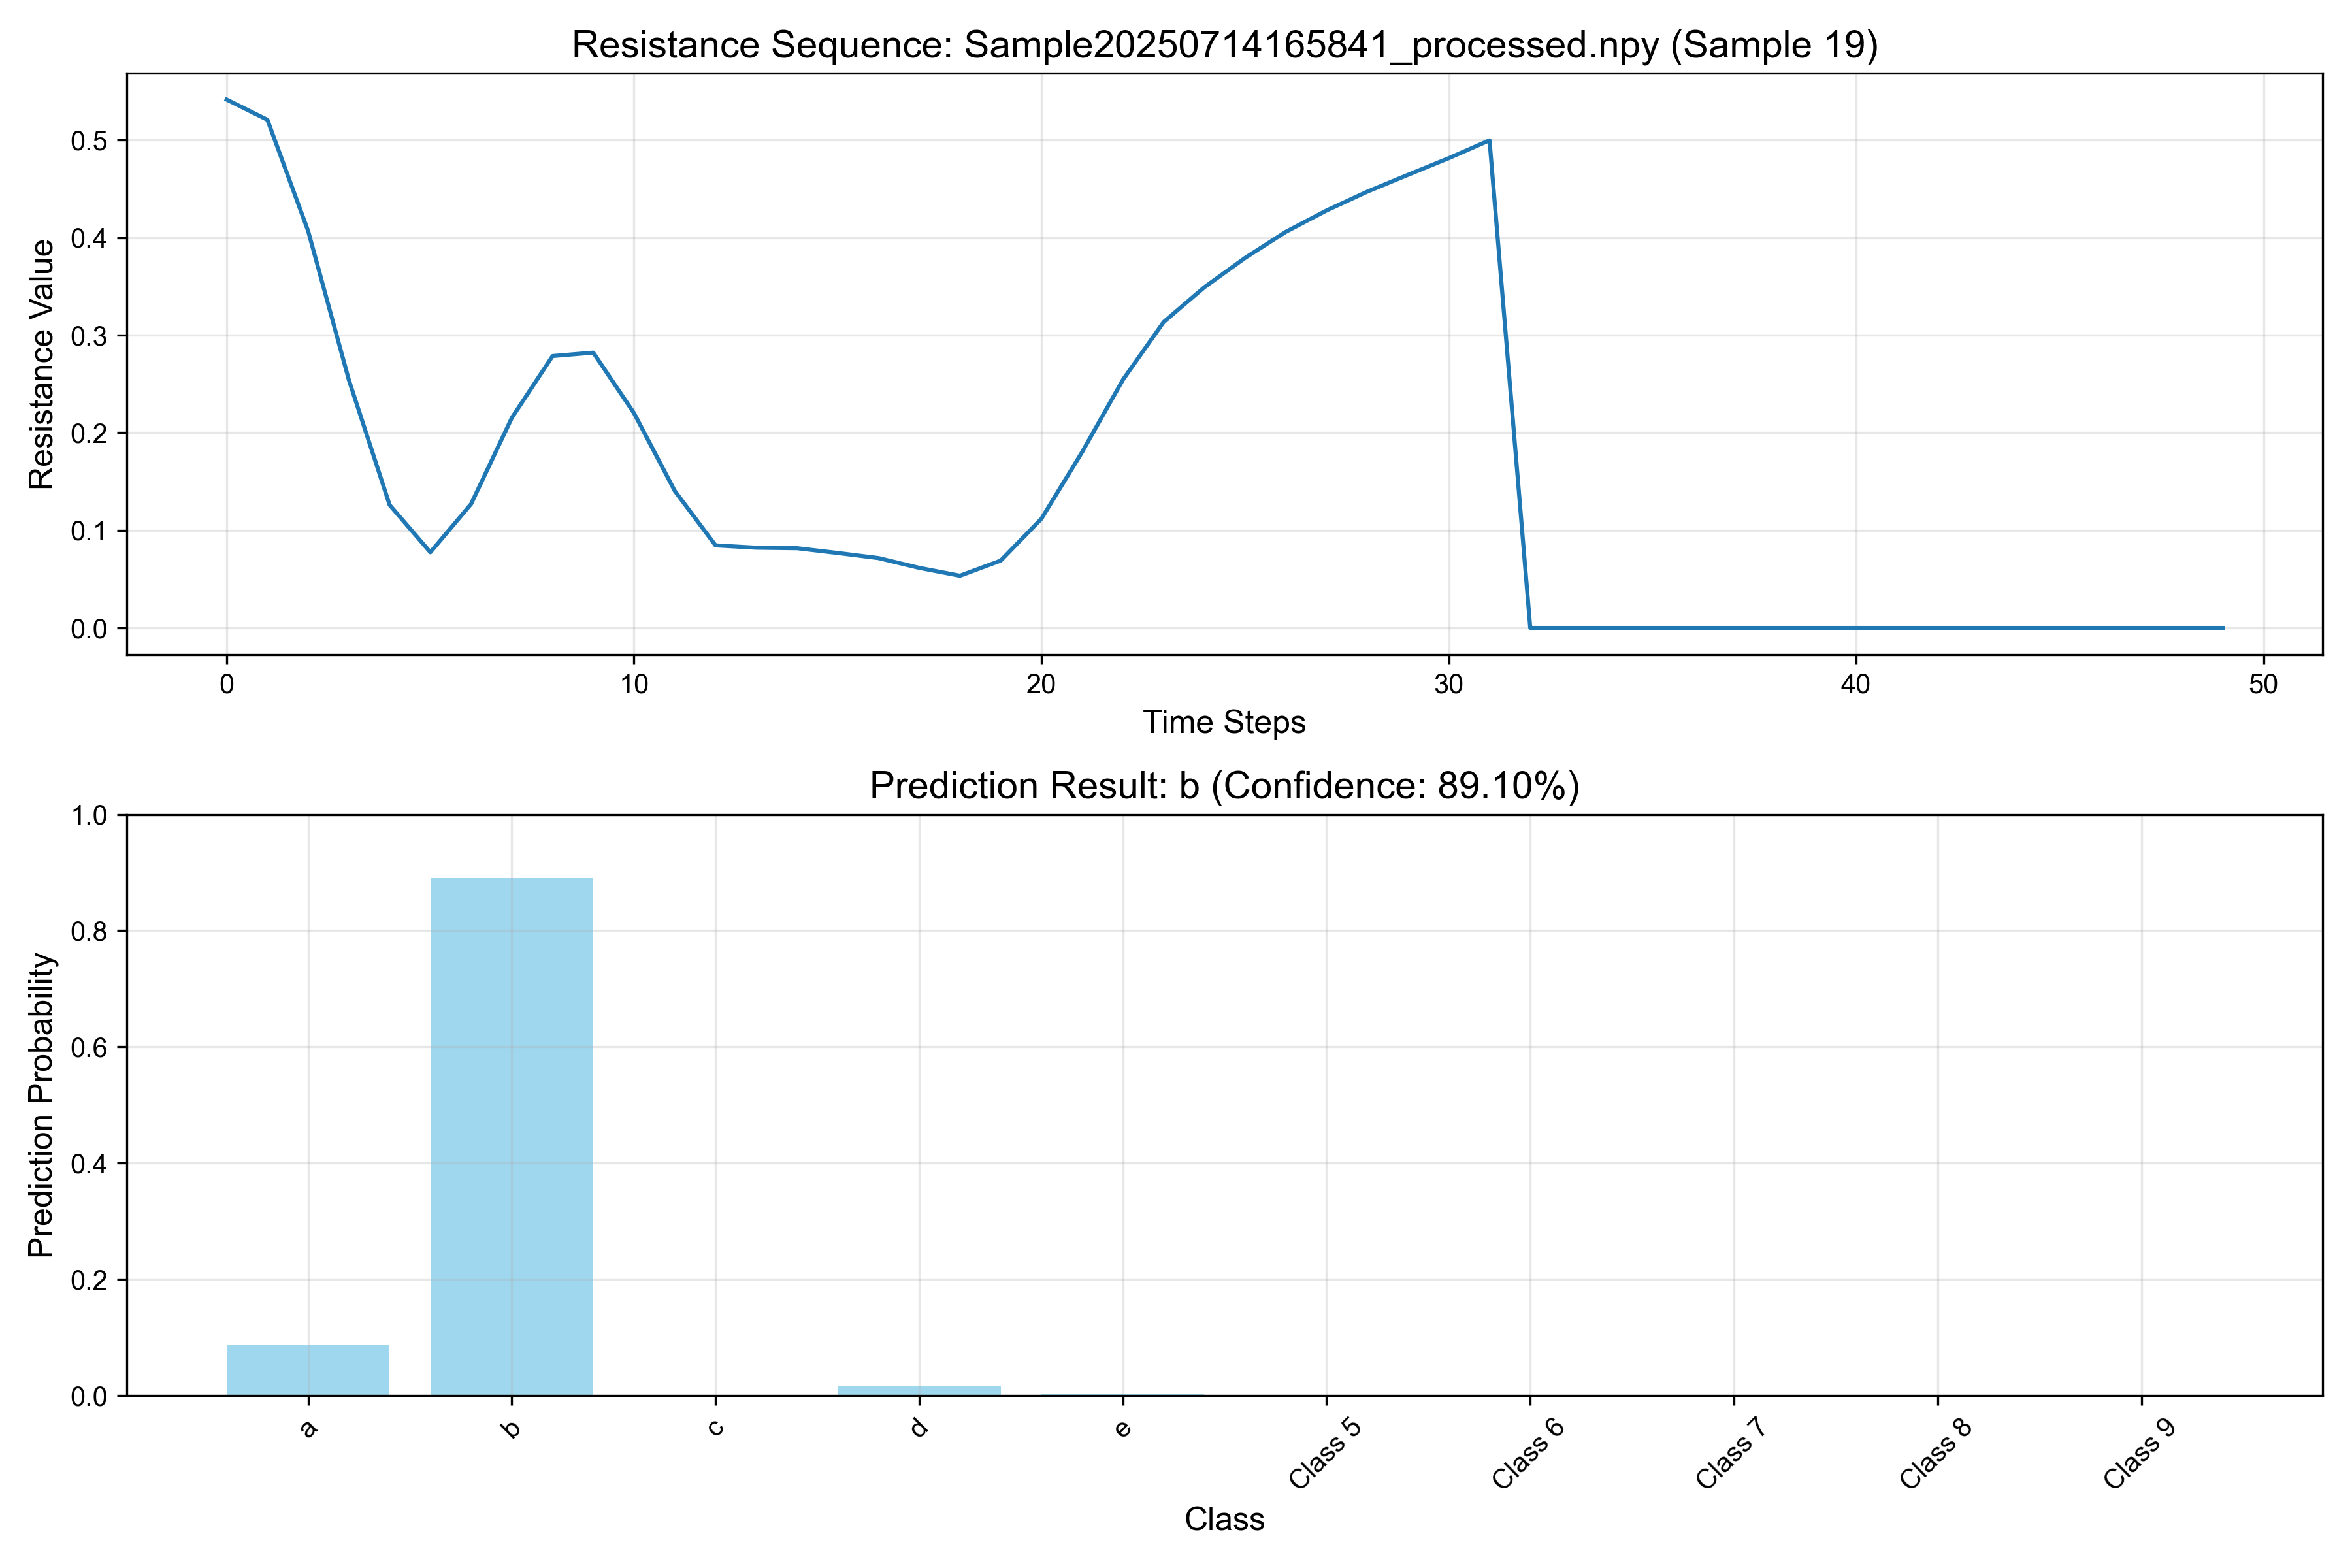 Resistance Sequence: Sample20250714165841_processed.npy (Sample 19)
Resistance Value
0.5
0.4
0.3
0.2
0.1
0.0
0 10 20 30 40 50
Time Steps
Prediction Result: b (Confidence: 89.10%)
Prediction Probability
1.0
0.8
0.6
0.4
0.2
0.0
a b c d e Class 5 Class 6 Class 7 Class 8 Class 9
Class